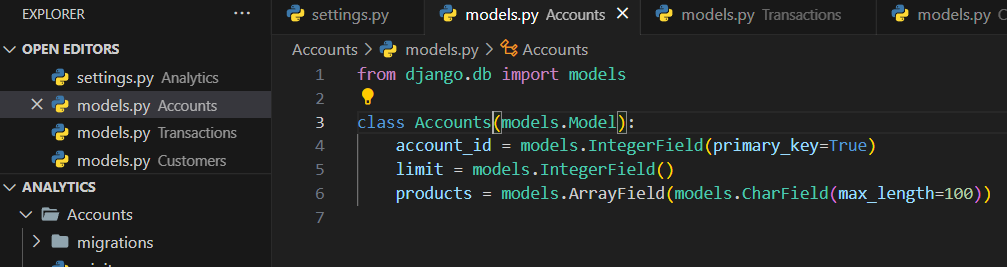 EXPLORER
···
OPEN EDITORS
settings.py Analytics
models.py Accounts
models.py Transactions
models.py Customers
ANALYTICS
Accounts
migrations
settings.py
models.py Accounts
models.py Transactions
models.py
Accounts > models.py > Accounts
1 from django.db import models
2
3 class Accounts(models.Model):
4 account_id = models.IntegerField(primary_key=True)
5 limit = models.IntegerField()
6 products = models.ArrayField(models.CharField(max_length=100))
7